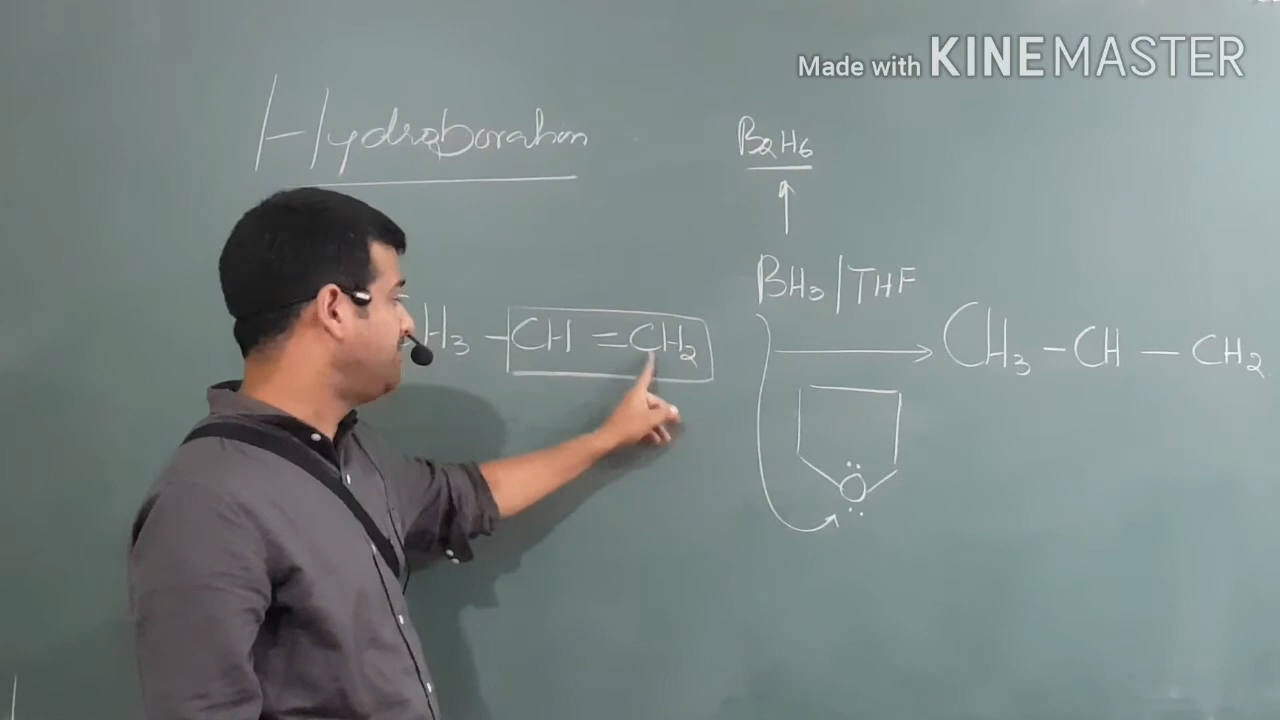 Made with KINEMASTER
Hydroboration
B2H6
BH3/THF
H3 - CH = CH2
CH3 - CH - CH2
:O: